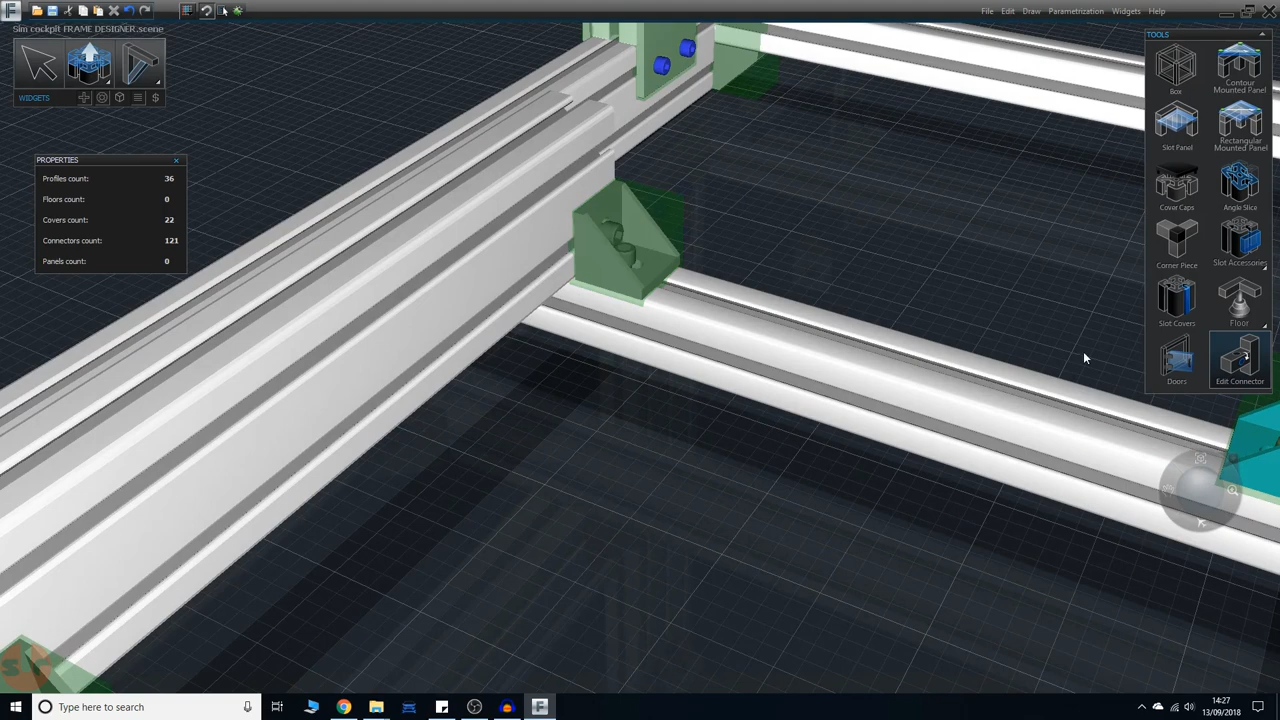 File Edit Draw Parametrization Widgets Help
Sim cockpit FRAME DESIGNER.scene
WIDGETS
$
PROPERTIES
Profiles count: 36
Floors count: 0
Covers count: 22
Connectors count: 121
Panels count: 0
TOOLS
Box
Contour Mounted Panel
Slot Panel
Rectangular Mounted Panel
Cover Caps
Angle Slice
Corner Piece
Slot Accessories
Slot Covers
Floor
Doors
Edit Connector
Type here to search
14:27
13/09/2018